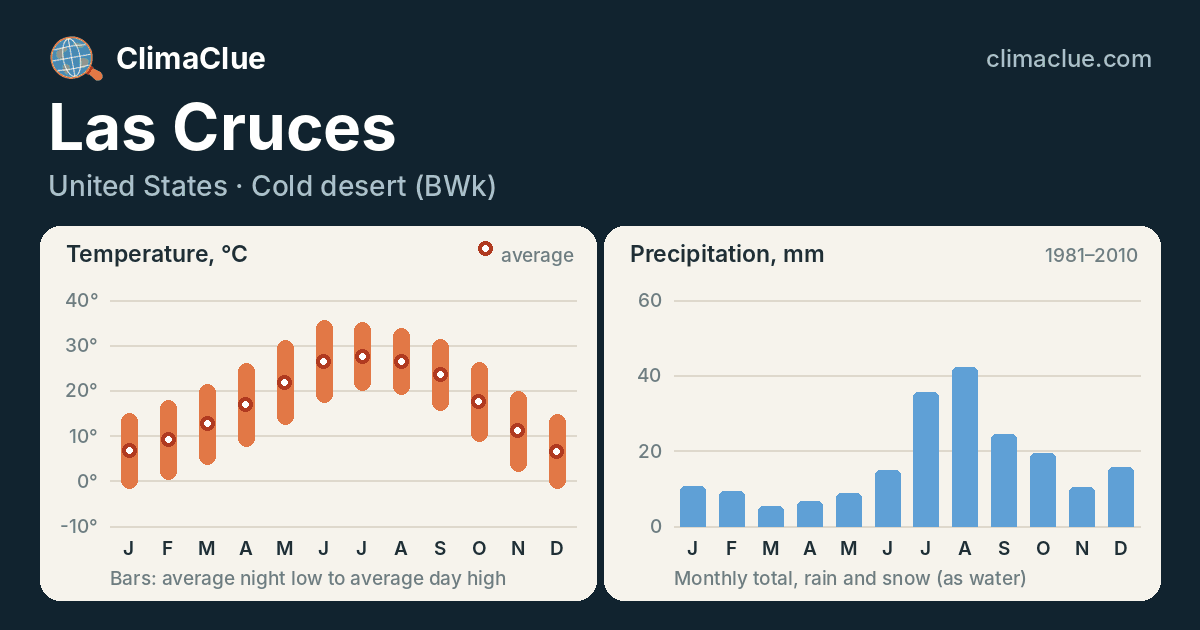 ClimaClue
climaclue.com
Las Cruces
United States · Cold desert (BWk)
Temperature, °C
average
40°
30°
20°
10°
0°
-10°
J F M A M J J A S O N D
Bars: average night low to average day high
Precipitation, mm
1981–2010
60
40
20
0
J F M A M J J A S O N D
Monthly total, rain and snow (as water)